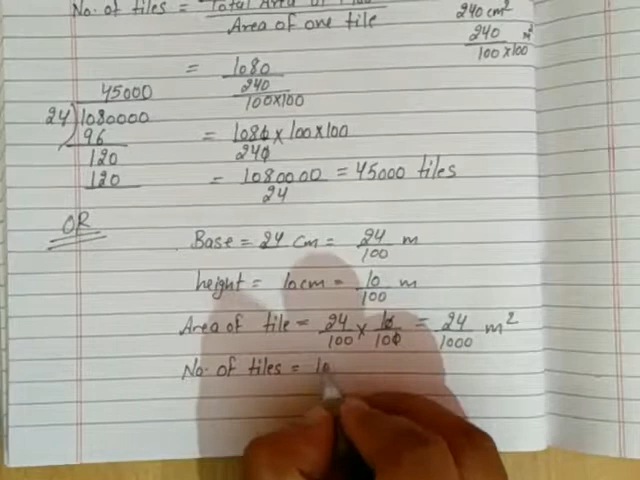 No. of tiles = Total Area of
Area of one tile
240 cm²
240 m²
100×100
= 1080
240
100×100
45000
24)1080000
96
120
120
= 1080 × 100×100
240
= 1080000 = 45000 tiles
24
OR
Base = 24 cm = 24 m
100
height = 10cm = 10 m
100
Area of tile = 24 × 10 = 24 m²
100 100 1000
No. of tiles = 10